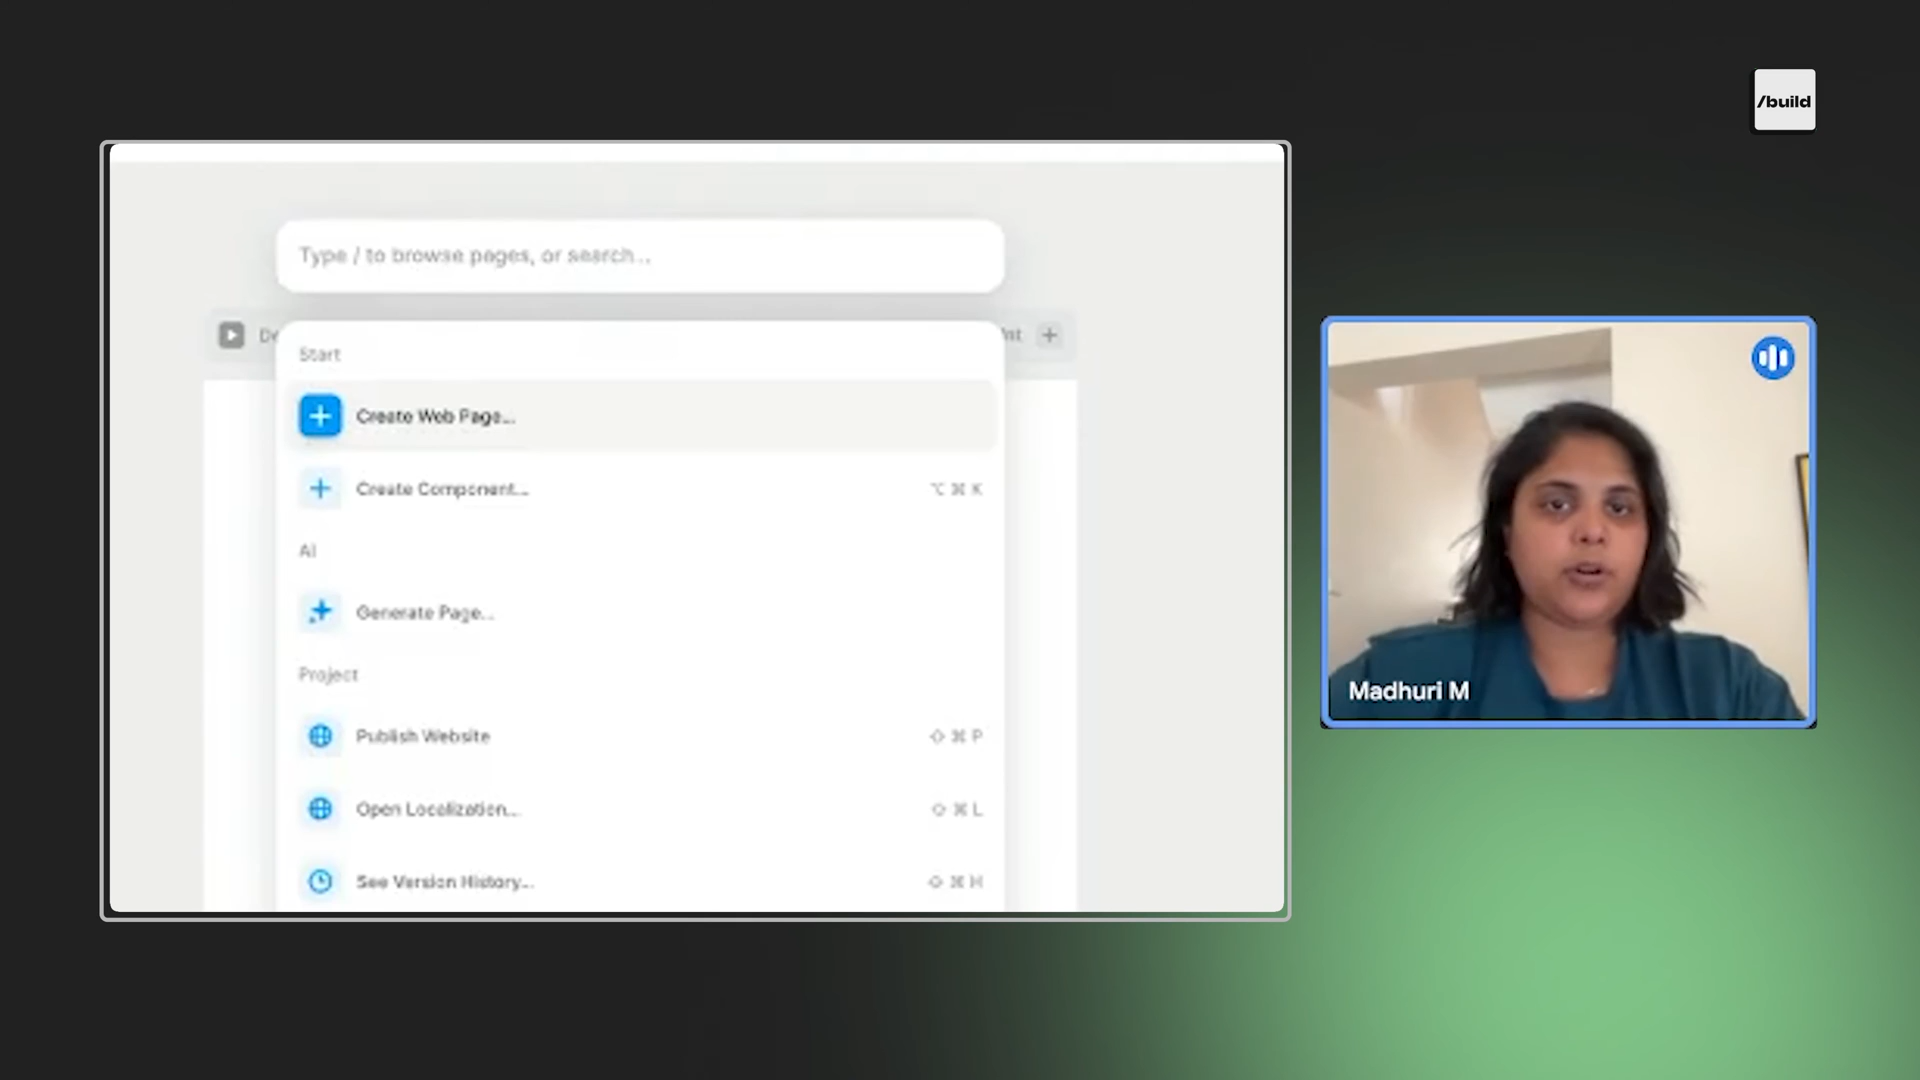 /build
Type / to browse pages, or search...
Start
Create Web Page...
Create Component... ⌥ ⌘ K
AI
Generate Page...
Project
Publish Website ⇧ ⌘ P
Open Localization... ⇧ ⌘ L
See Version History... ⇧ ⌘ H
Madhuri M